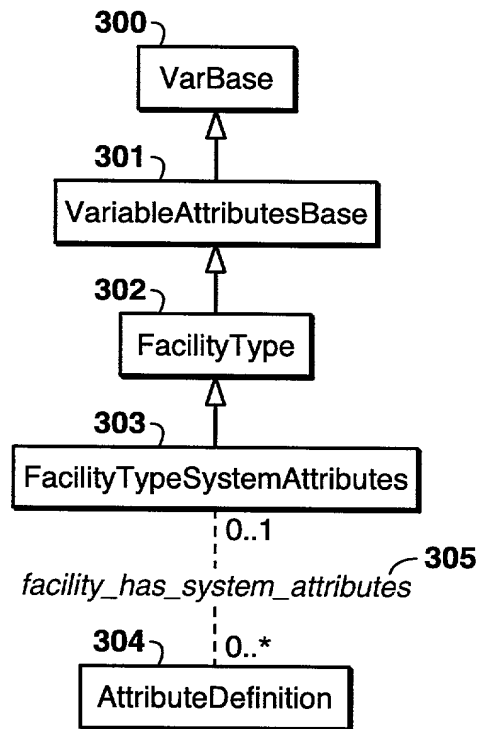 300
VarBase
301
VariableAttributesBase
302
FacilityType
303
FacilityTypeSystemAttributes
0..1
305
facility_has_system_attributes
304
0..*
AttributeDefinition